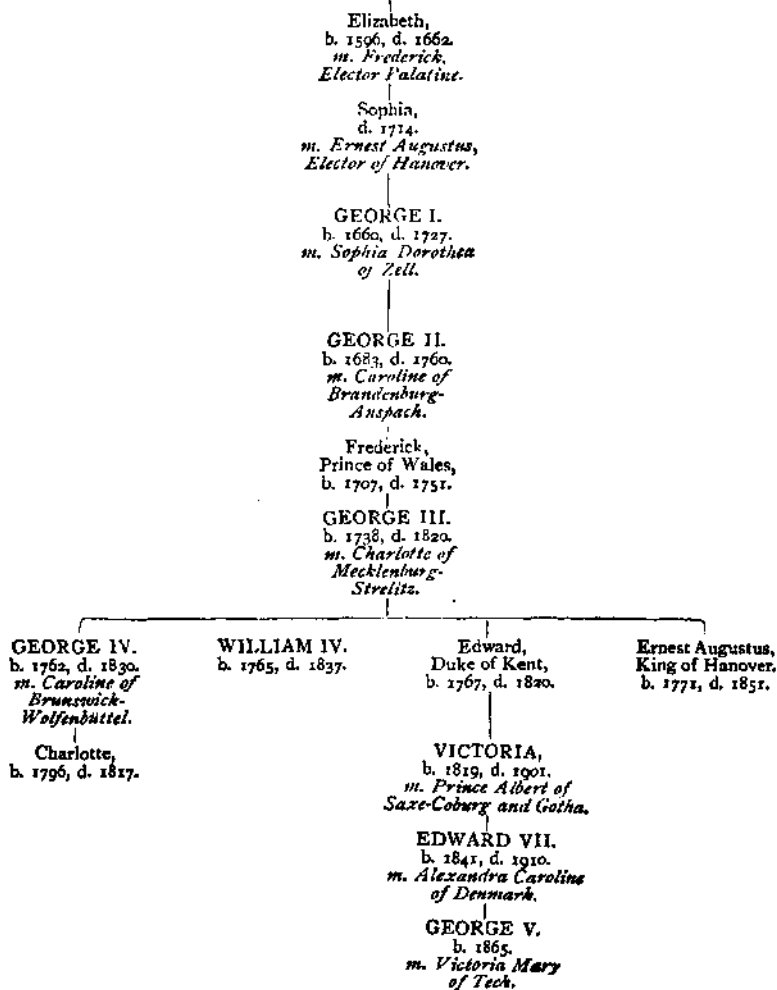 Elizabeth,
b. 1596, d. 1662.
m. Frederick,
Elector Palatine.
Sophia,
d. 1714.
m. Ernest Augustus,
Elector of Hanover.
GEORGE I.
b. 1660, d. 1727.
m. Sophia Dorothea
of Zell.
GEORGE II.
b. 1683, d. 1760.
m. Caroline of
Brandenburg-
Anspach.
Frederick,
Prince of Wales,
b. 1707, d. 1751.
GEORGE III.
b. 1738, d. 1820.
m. Charlotte of
Mecklenburg-
Strelitz.
GEORGE IV.
b. 1762, d. 1830.
m. Caroline of
Brunswick-
Wolfenbüttel.
Charlotte,
b. 1796, d. 1817.
WILLIAM IV.
b. 1765, d. 1837.
Edward,
Duke of Kent,
b. 1767, d. 1820.
VICTORIA,
b. 1819, d. 1901.
m. Prince Albert of
Saxe-Coburg and Gotha.
EDWARD VII.
b. 1841, d. 1910.
m. Alexandra Caroline
of Denmark.
GEORGE V.
b. 1865.
m. Victoria Mary
of Teck.
Ernest Augustus,
King of Hanover.
b. 1771, d. 1851.